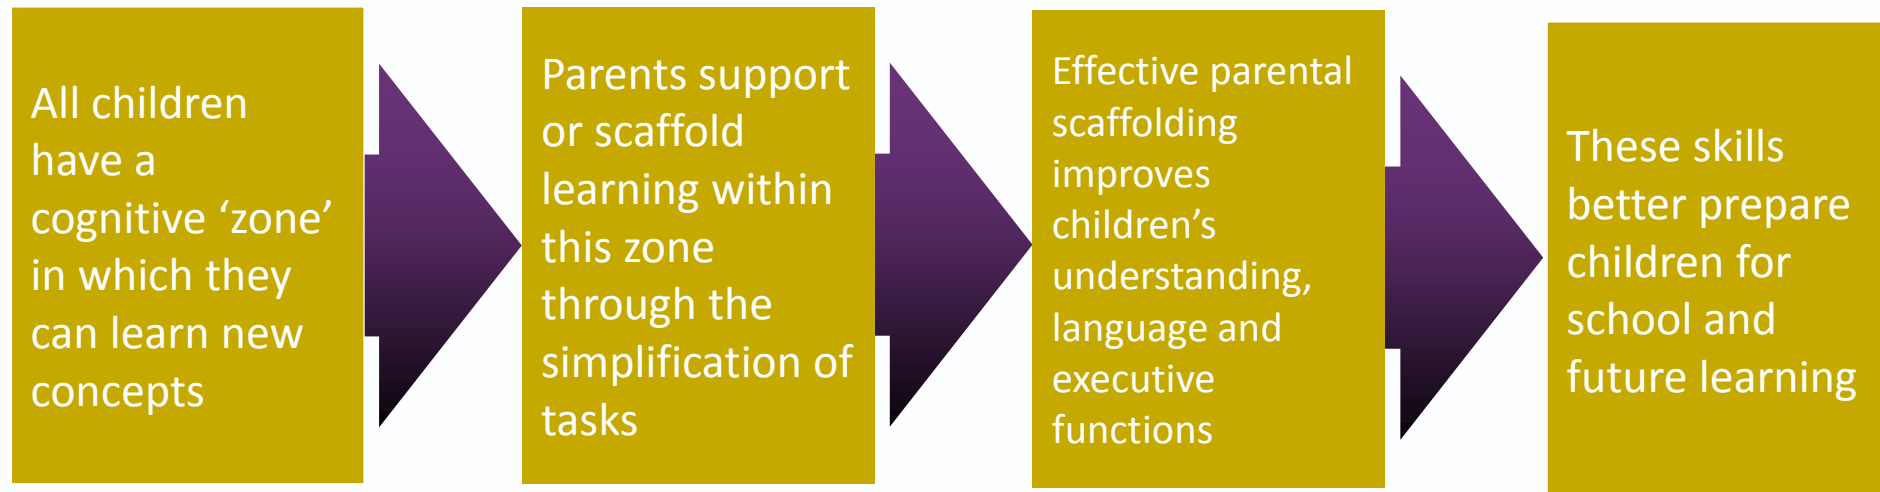 All children
have a
cognitive ‘zone’
in which they
can learn new
concepts
Parents support
or scaffold
learning within
this zone
through the
simplification of
tasks
Effective parental
scaffolding
improves
children’s
understanding,
language and
executive
functions
These skills
better prepare
children for
school and
future learning